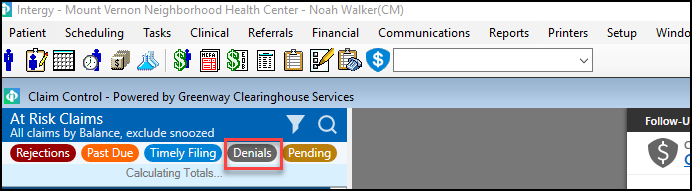 Intergy - Mount Vernon Neighborhood Health Center - Noah Walker(CM)
Patient Scheduling Tasks Clinical Referrals Financial Communications Reports Printers Setup Windo
Claim Control - Powered by Greenway Clearinghouse Services
At Risk Claims
All claims by Balance, exclude snoozed
Follow-U
Rejections Past Due Timely Filing Denials Pending
Calculating Totals...